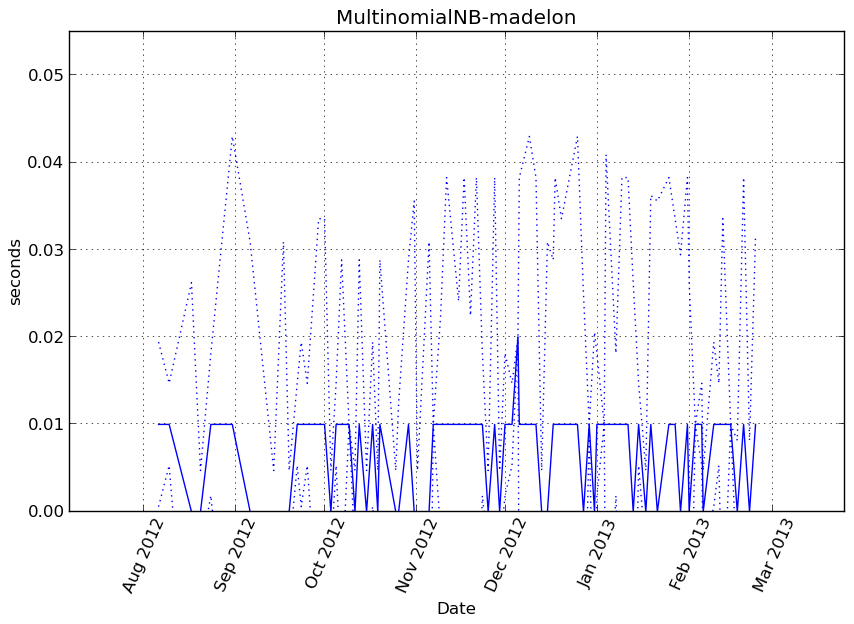 MultinomialNB-madelon
0.05
0.04
0.03
0.02
0.01
0.00
seconds
Aug 2012
Sep 2012
Oct 2012
Nov 2012
Dec 2012
Jan 2013
Feb 2013
Mar 2013
Date